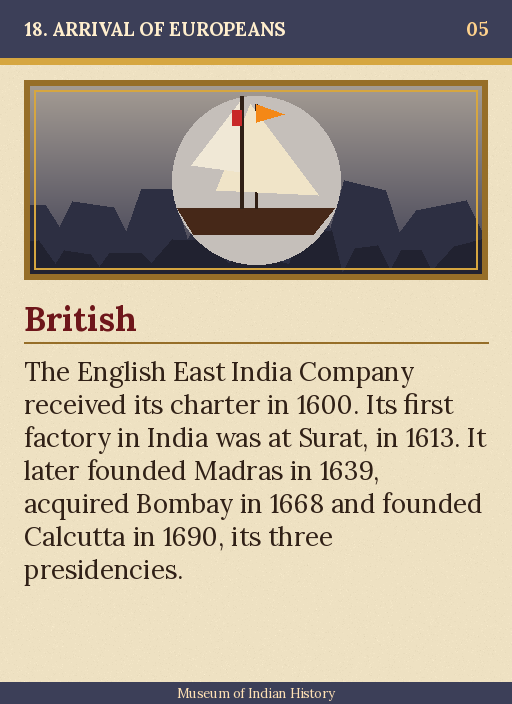 18. ARRIVAL OF EUROPEANS
05
British
The English East India Company
received its charter in 1600. Its first
factory in India was at Surat, in 1613. It
later founded Madras in 1639,
acquired Bombay in 1668 and founded
Calcutta in 1690, its three
presidencies.
Museum of Indian History